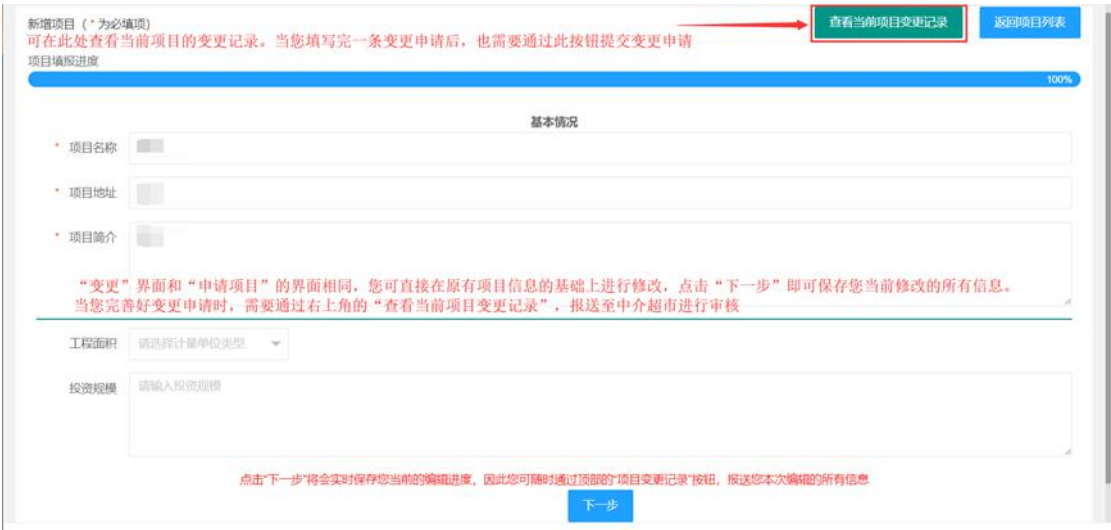 新增项目（*为必填项）
查看当前项目变更记录
返回项目列表
可在此处查看当前项目的变更记录。当您填写完一条变更申请后，也需要通过此按钮提交变更申请
项目填报进度
100%
基本情况
* 项目名称
* 项目地址
* 项目简介
“变更”界面和“申请项目”的界面相同，您可直接在原有项目信息的基础上进行修改，点击“下一步”即可保存您当前修改的所有信息。
当您完善好变更申请时，需要通过右上角的“查看当前项目变更记录”，报送至中介超市进行审核
工程面积 请选择计量单位类型
投资规模 请输入投资规模
点击"下一步"将会实时保存您当前的编辑进度，因此您可随时通过顶部的"项目变更记录"按钮，报送您本次编辑的所有信息
下一步